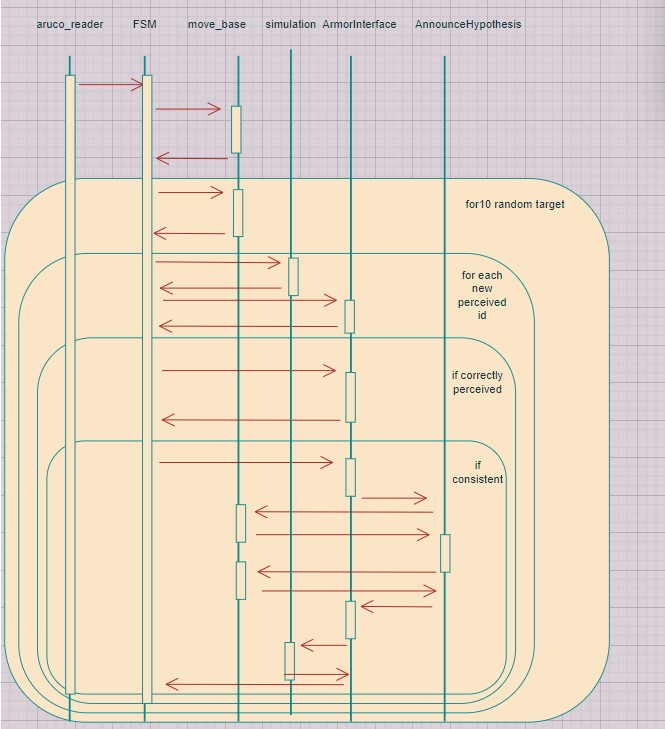 aruco_reader FSM move_base simulation ArmorInterface AnnounceHypothesis
for10 random target
for each
new
perceived
id
if correctly
perceived
if
consistent